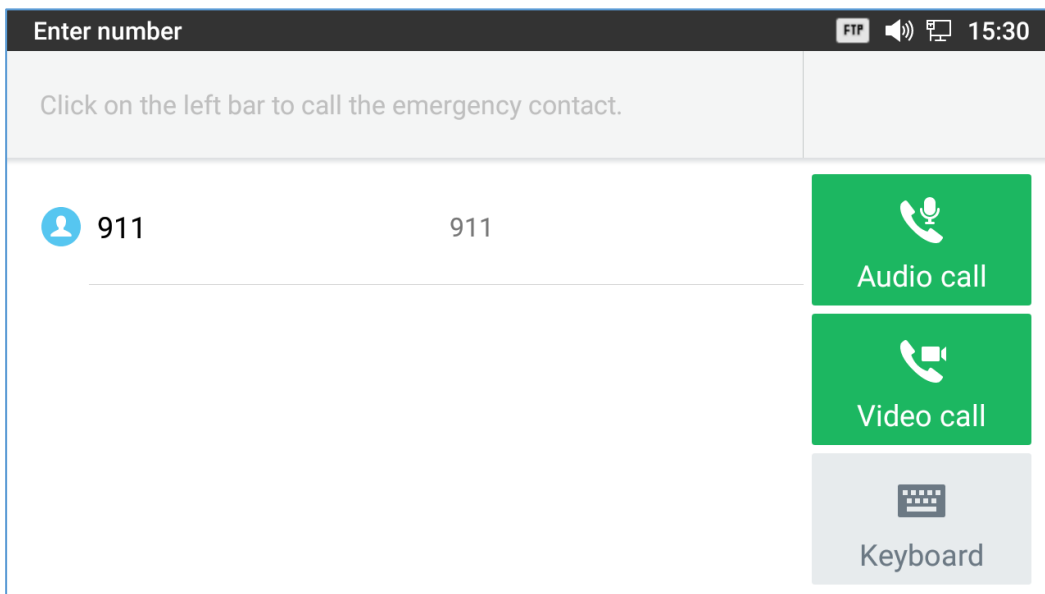 Enter number
FTP 15:30
Click on the left bar to call the emergency contact.
911 911
Audio call
Video call
Keyboard